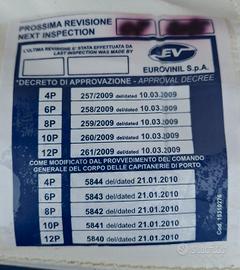 PROSSIMA REVISIONE
NEXT INSPECTION
L'ULTIMA REVISIONE E' STATA EFFETTUATA DA
LAST INSPECTION WAS MADE BY
EV
EUROVINIL S.p.A.
*DECRETO DI APPROVAZIONE - APPROVAL DECREE
4P 257/2009 del/dated 10.03.2009
6P 258/2009 del/dated 10.03.2009
8P 259/2009 del/dated 10.03.2009
10P 260/2009 del/dated 10.03.2009
12P 261/2009 del/dated 10.03.2009
COME MODIFICATO DAL PROVVEDIMENTO DEL COMANDO
GENERALE DEL CORPO DELLE CAPITANERIE DI PORTO
4P 5844 del/dated 21.01.2010
6P 5843 del/dated 21.01.2010
8P 5842 del/dated 21.01.2010
10P 5841 del/dated 21.01.2010
12P 5840 del/dated 21.01.2010
subito.it